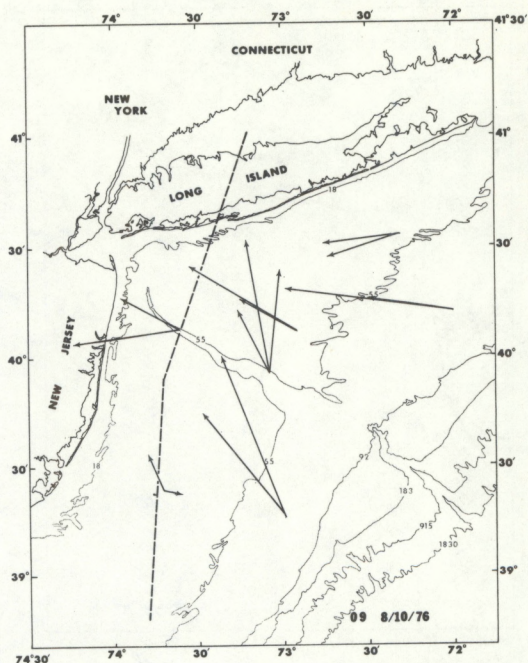 74° 30' 73° 30' 72° 41°30'
CONNECTICUT
NEW
YORK
41° 41°
LONG ISLAND
18
30' 30'
55
NEW JERSEY
55
40° 40°
55
30' 30'
18
91
183
915
1830
39° 39°
09 8/10/76
74°30' 74° 30' 73° 30' 72°